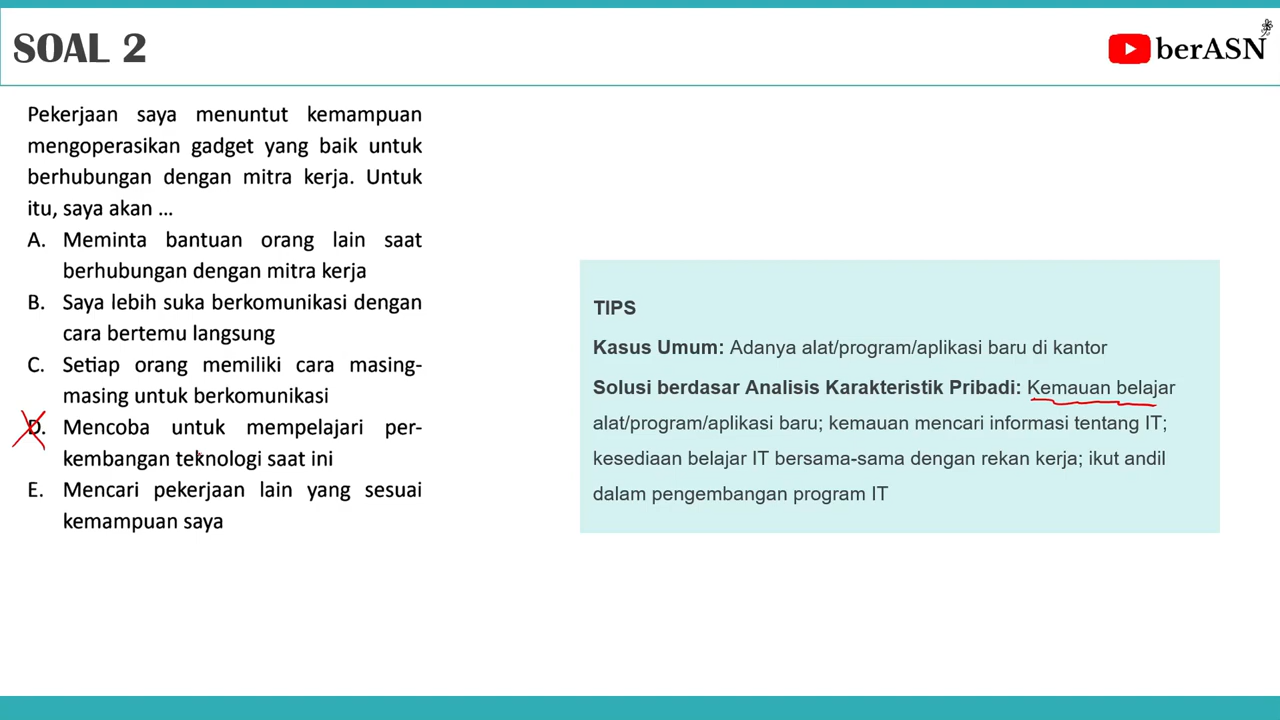 SOAL 2
berASN
Pekerjaan saya menuntut kemampuan
mengoperasikan gadget yang baik untuk
berhubungan dengan mitra kerja. Untuk
itu, saya akan ...
A. Meminta bantuan orang lain saat
berhubungan dengan mitra kerja
B. Saya lebih suka berkomunikasi dengan
cara bertemu langsung
C. Setiap orang memiliki cara masing-
masing untuk berkomunikasi
D. Mencoba untuk mempelajari per-
kembangan teknologi saat ini
E. Mencari pekerjaan lain yang sesuai
kemampuan saya
TIPS
Kasus Umum: Adanya alat/program/aplikasi baru di kantor
Solusi berdasar Analisis Karakteristik Pribadi: Kemauan belajar
alat/program/aplikasi baru; kemauan mencari informasi tentang IT;
kesediaan belajar IT bersama-sama dengan rekan kerja; ikut andil
dalam pengembangan program IT